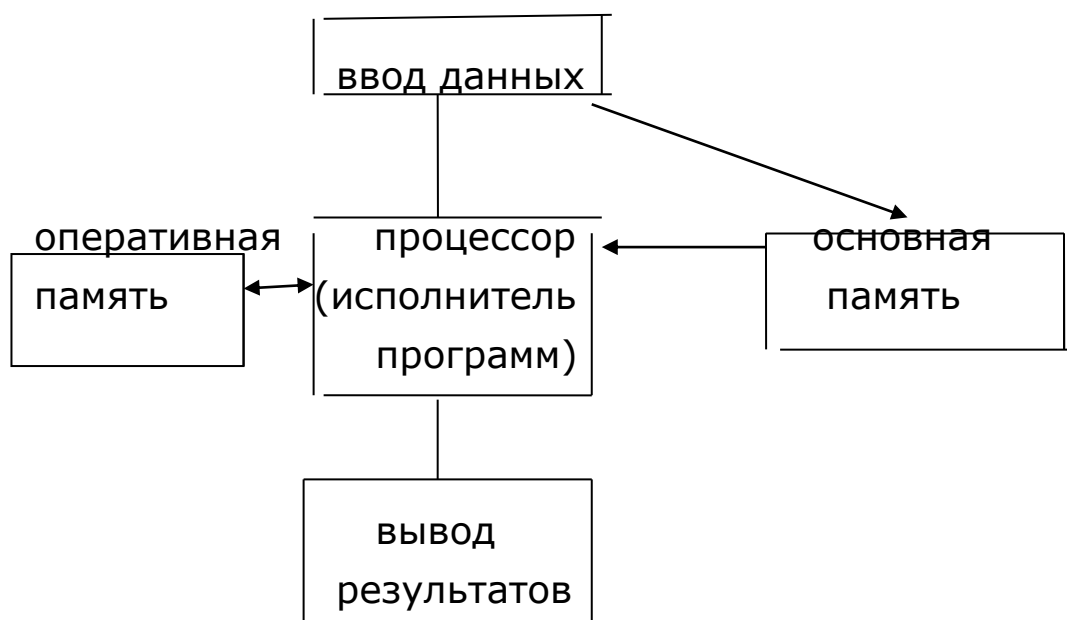 ввод данных
оперативная
память
процессор
(исполнитель
программ)
основная
память
вывод
результатов